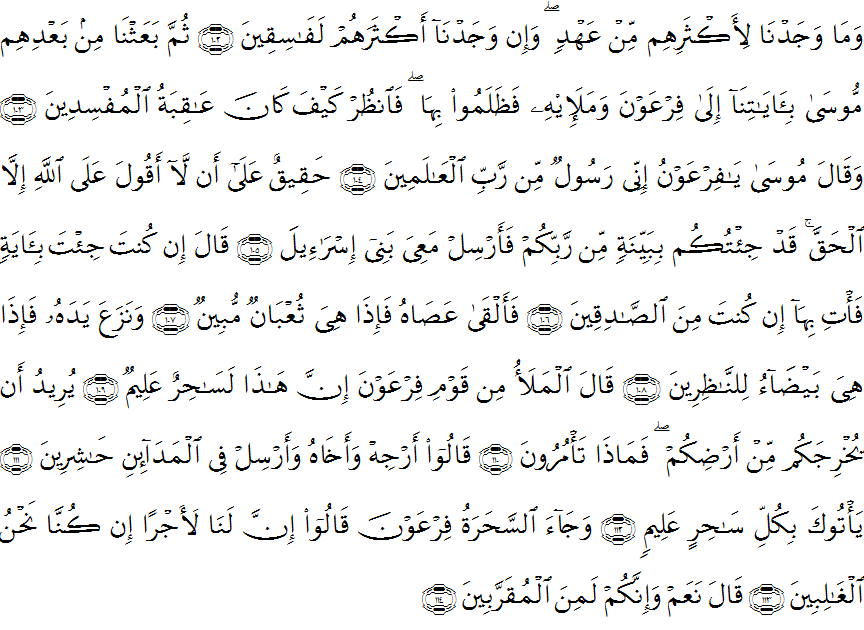 وَمَا وَجَدْنَا لِأَكْثَرِهِم مِّنْ عَهْدٍ ۖ وَإِن وَجَدْنَآ أَكْثَرَهُمْ لَفَـٰسِقِينَ ﴿١٠٢﴾ ثُمَّ بَعَثْنَا مِنۢ بَعْدِهِم
مُّوسَىٰ بِـَٔايَـٰتِنَآ إِلَىٰ فِرْعَوْنَ وَمَلَإِي۟هِۦ فَظَلَمُوا۟ بِهَا ۖ فَٱنظُرْ كَيْفَ كَانَ عَـٰقِبَةُ ٱلْمُفْسِدِينَ ﴿١٠٣﴾
وَقَالَ مُوسَىٰ يَـٰفِرْعَوْنُ إِنِّى رَسُولٌ مِّن رَّبِّ ٱلْعَـٰلَمِينَ ﴿١٠٤﴾ حَقِيقٌ عَلَىٰٓ أَن لَّآ أَقُولَ عَلَى ٱللَّهِ إِلَّا
ٱلْحَقَّ ۚ قَدْ جِئْتُكُم بِبَيِّنَةٍ مِّن رَّبِّكُمْ فَأَرْسِلْ مَعِىَ بَنِىٓ إِسْرَٰٓءِيلَ ﴿١٠٥﴾ قَالَ إِن كُنتَ جِئْتَ بِـَٔايَةٍ
فَأْتِ بِهَآ إِن كُنتَ مِنَ ٱلصَّـٰدِقِينَ ﴿١٠٦﴾ فَأَلْقَىٰ عَصَاهُ فَإِذَا هِىَ ثُعْبَانٌ مُّبِينٌ ﴿١٠٧﴾ وَنَزَعَ يَدَهُۥ فَإِذَا
هِىَ بَيْضَآءُ لِلنَّـٰظِرِينَ ﴿١٠٨﴾ قَالَ ٱلْمَلَأُ مِن قَوْمِ فِرْعَوْنَ إِنَّ هَـٰذَا لَسَـٰحِرٌ عَلِيمٌ ﴿١٠٩﴾ يُرِيدُ أَن
يُخْرِجَكُم مِّنْ أَرْضِكُمْ ۖ فَمَاذَا تَأْمُرُونَ ﴿١١٠﴾ قَالُوٓا۟ أَرْجِهْ وَأَخَاهُ وَأَرْسِلْ فِى ٱلْمَدَآئِنِ حَـٰشِرِينَ ﴿١١١﴾
يَأْتُوكَ بِكُلِّ سَـٰحِرٍ عَلِيمٍ ﴿١١٢﴾ وَجَآءَ ٱلسَّحَرَةُ فِرْعَوْنَ قَالُوٓا۟ إِنَّ لَنَا لَأَجْرًا إِن كُنَّا نَحْنُ
ٱلْغَـٰلِبِينَ ﴿١١٣﴾ قَالَ نَعَمْ وَإِنَّكُمْ لَمِنَ ٱلْمُقَرَّبِينَ ﴿١١٤﴾